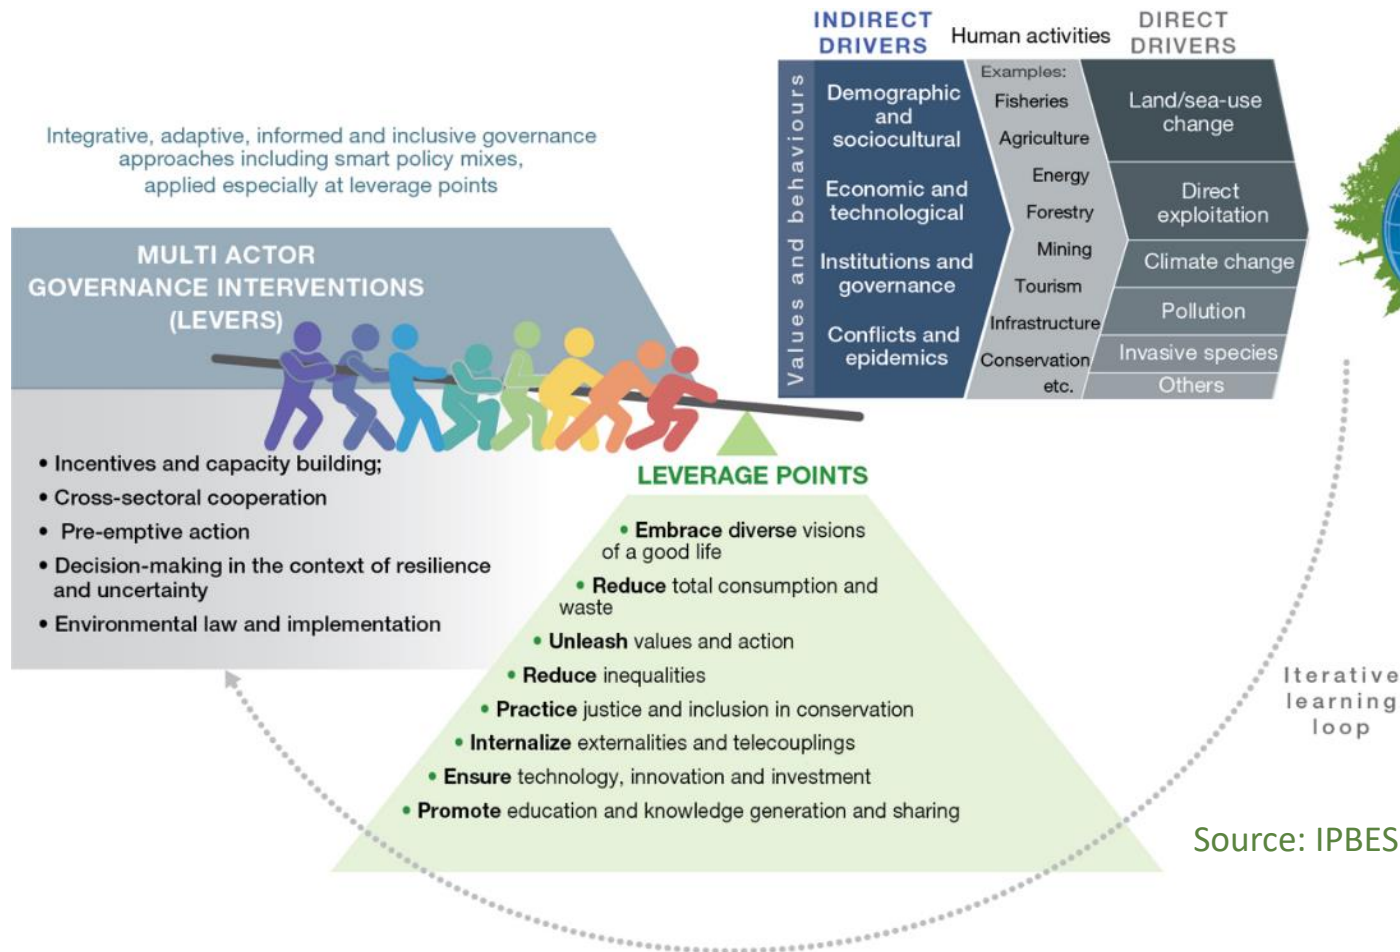 INDIRECT
DRIVERS
Human activities
DIRECT
DRIVERS
Values and behaviours
Demographic
and
sociocultural
Economic and
technological
Institutions and
governance
Conflicts and
epidemics
Examples:
Fisheries
Agriculture
Energy
Forestry
Mining
Tourism
Infrastructure
Conservation
etc.
Land/sea-use
change
Direct
exploitation
Climate change
Pollution
Invasive species
Others
Integrative, adaptive, informed and inclusive governance
approaches including smart policy mixes,
applied especially at leverage points
MULTI ACTOR
GOVERNANCE INTERVENTIONS
(LEVERS)
• Incentives and capacity building;
• Cross-sectoral cooperation
• Pre-emptive action
• Decision-making in the context of resilience
and uncertainty
• Environmental law and implementation
LEVERAGE POINTS
• Embrace diverse visions
of a good life
• Reduce total consumption and
waste
• Unleash values and action
• Reduce inequalities
• Practice justice and inclusion in conservation
• Internalize externalities and telecouplings
• Ensure technology, innovation and investment
• Promote education and knowledge generation and sharing
Iterative
learning
loop
Source: IPBES